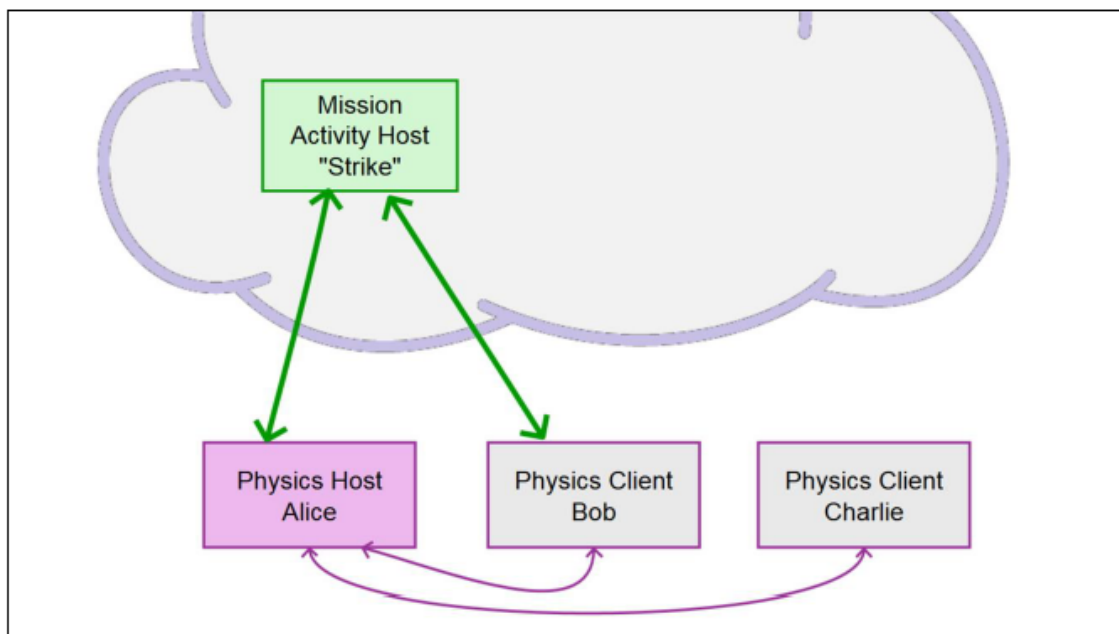 Mission
Activity Host
"Strike"
Physics Host
Alice
Physics Client
Bob
Physics Client
Charlie